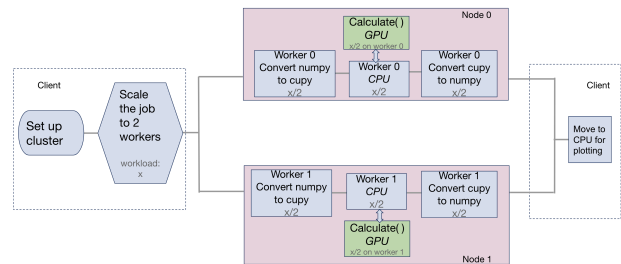 Client
Set up
cluster
Scale
the job
to 2
workers
workload:
x
Node 0
Calculate( )
GPU
x/2 on worker 0
Worker 0
Convert numpy
to cupy
x/2
Worker 0
CPU
x/2
Worker 0
Convert cupy
to numpy
x/2
Worker 1
Convert numpy
to cupy
x/2
Worker 1
CPU
x/2
Worker 1
Convert cupy
to numpy
x/2
Calculate( )
GPU
x/2 on worker 1
Node 1
Client
Move to
CPU for
plotting